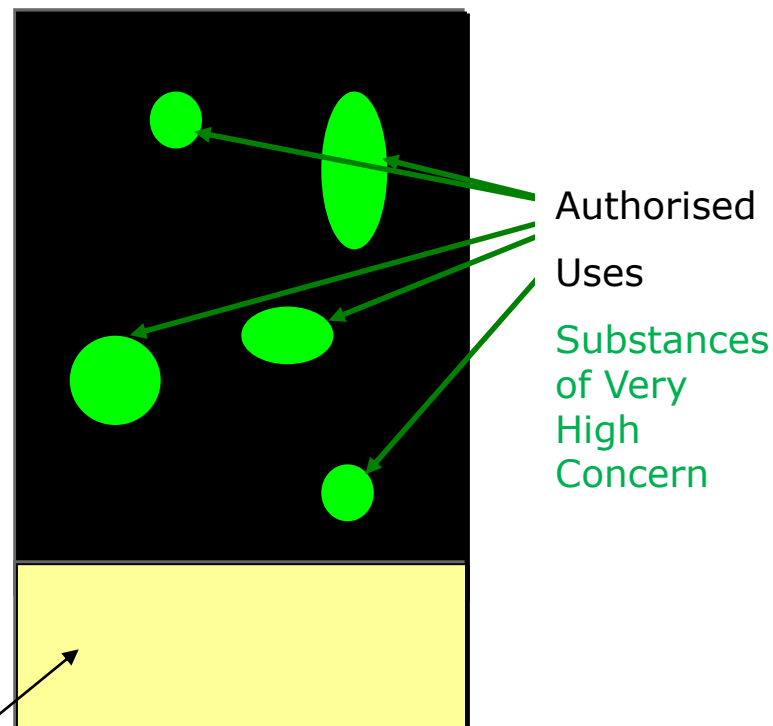 Authorised
Uses
Substances
of Very
High
Concern